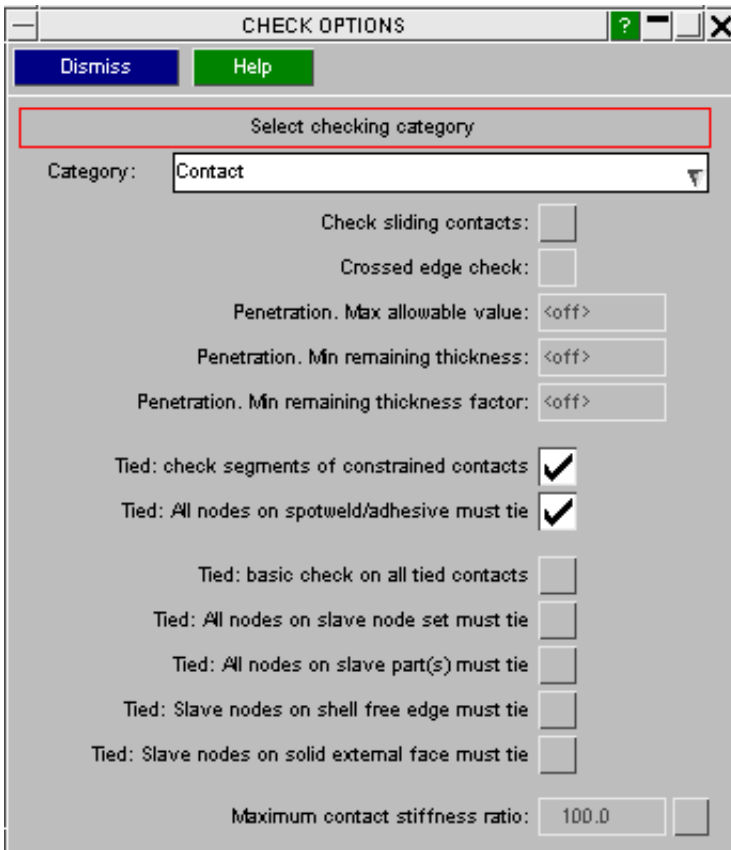 CHECK OPTIONS
?
Dismiss Help
Select checking category
Category: Contact
Check sliding contacts:
Crossed edge check:
Penetration. Max allowable value: <off>
Penetration. Min remaining thickness: <off>
Penetration. Min remaining thickness factor: <off>
Tied: check segments of constrained contacts
Tied: All nodes on spotweld/adhesive must tie
Tied: basic check on all tied contacts
Tied: All nodes on slave node set must tie
Tied: All nodes on slave part(s) must tie
Tied: Slave nodes on shell free edge must tie
Tied: Slave nodes on solid external face must tie
Maximum contact stiffness ratio: 100.0